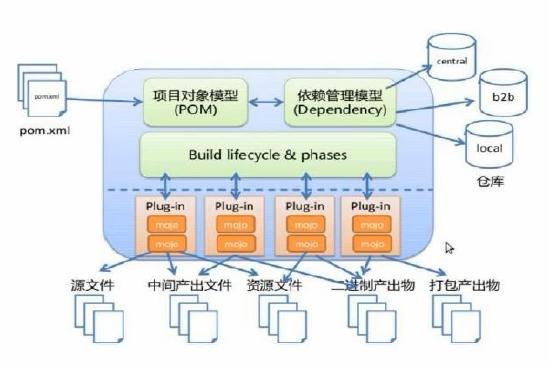 central
pom.xml
pom.xml
项目对象模型
(POM)
依赖管理模型
(Dependency)
b2b
local
仓库
Build lifecycle & phases
Plug-in
Plug-in
Plug-in
Plug-in
mojo
mojo
mojo
mojo
mojo
mojo
mojo
mojo
源文件
中间产出文件
资源文件
二进制产出物
打包产出物